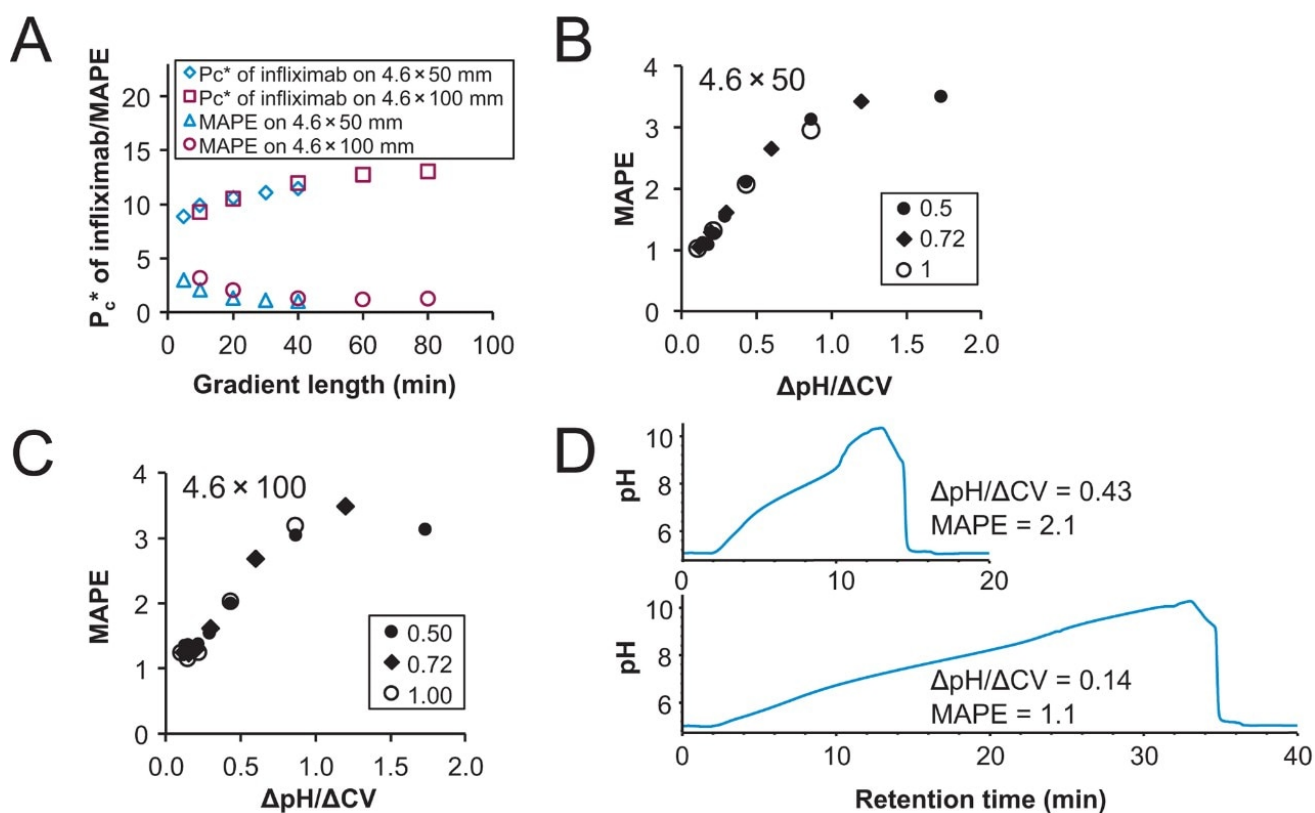 A
Pc* of infliximab on 4.6 × 50 mm
Pc* of infliximab on 4.6 × 100 mm
MAPE on 4.6 × 50 mm
MAPE on 4.6 × 100 mm
Pc* of infliximab/MAPE
20
15
10
5
0
0 20 40 60 80 100
Gradient length (min)
B
4.6 × 50
MAPE
4
3
2
1
0
0.5
0.72
1
0.0 0.5 1.0 1.5 2.0
ΔpH/ΔCV
C
4.6 × 100
MAPE
4
3
2
1
0
0.50
0.72
1.00
0.0 0.5 1.0 1.5 2.0
ΔpH/ΔCV
D
pH
10
8
6
ΔpH/ΔCV = 0.43
MAPE = 2.1
0 10 20
pH
10
8
6
ΔpH/ΔCV = 0.14
MAPE = 1.1
0 10 20 30 40
Retention time (min)